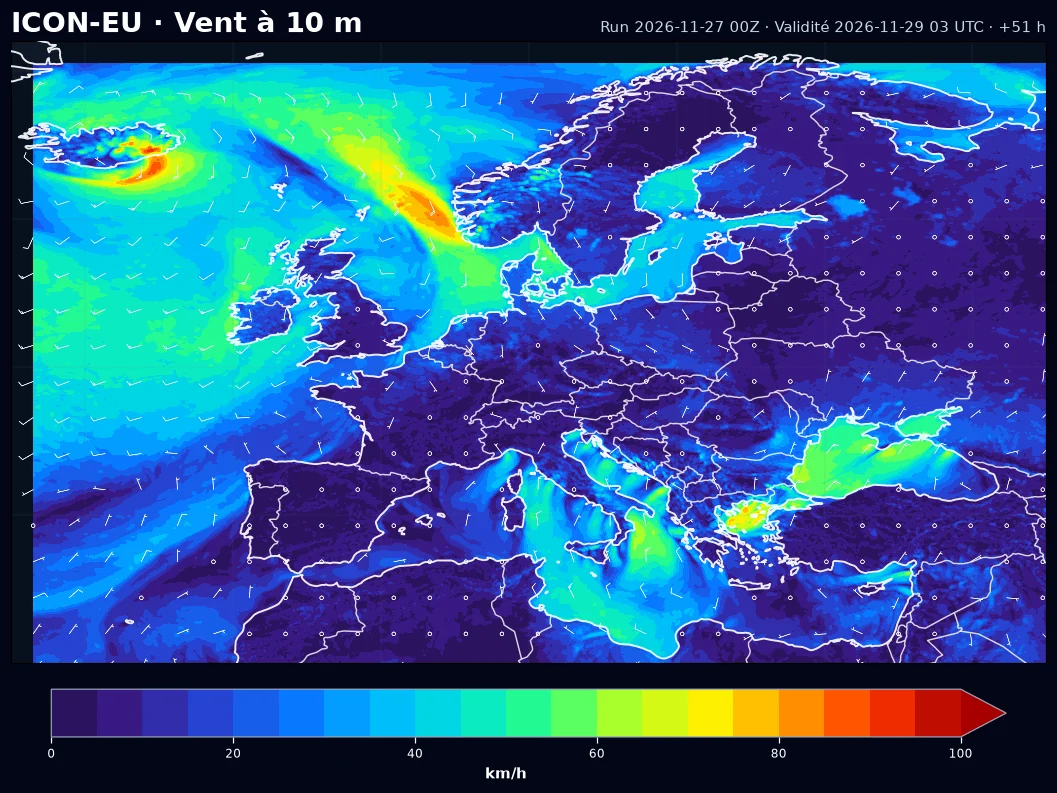 ICON-EU · Vent à 10 m
Run 2026-11-27 00Z · Validité 2026-11-29 03 UTC · +51 h
0 20 40 60 80 100
km/h